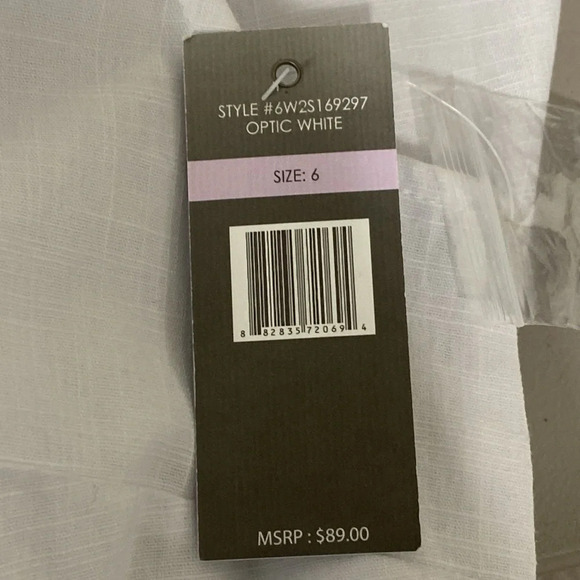 STYLE #6W2S169297
OPTIC WHITE
SIZE: 6
8 82835 72069 4
MSRP : $89.00